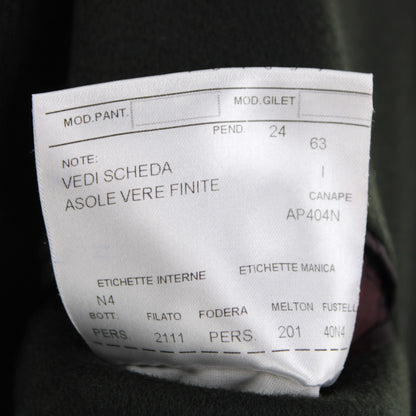 MOD.PANT. MOD.GILET
PEND. 24 63
NOTE:
VEDI SCHEDA I
ASOLE VERE FINITE CANAPE
AP404N
ETICHETTE INTERNE ETICHETTE MANICA
N4
BOTT. FILATO FODERA MELTON FUSTELL
PERS. 2111 PERS. 201 40N4